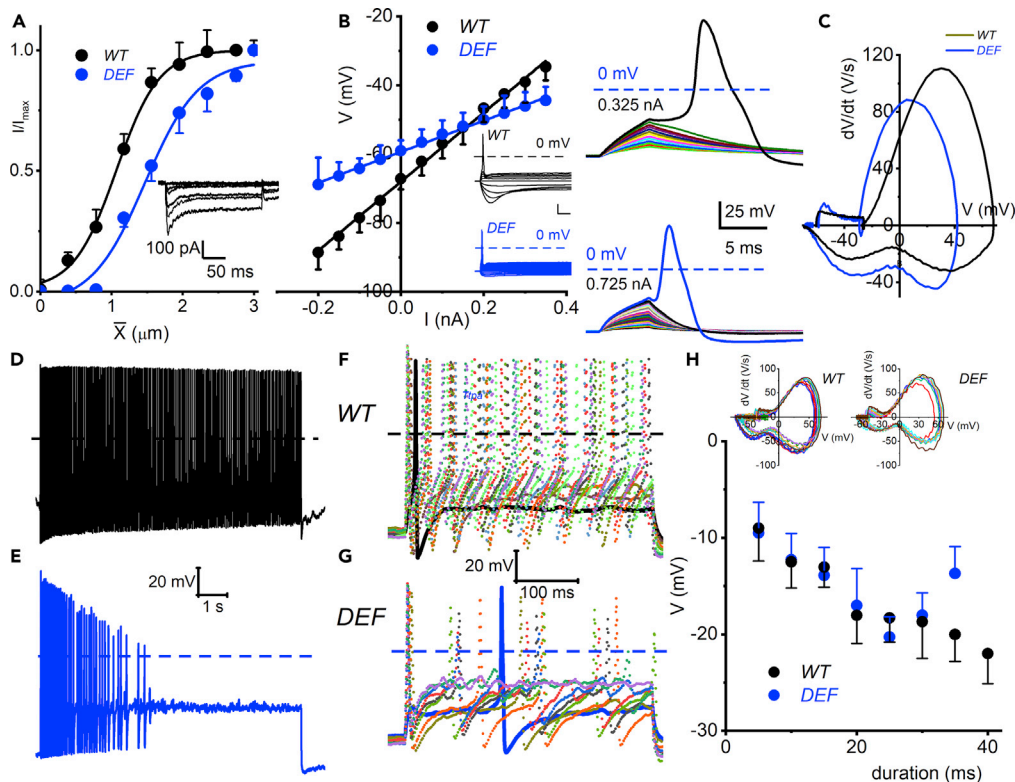 A
I/Imax
1.0
0.5
0.0
WT
DEF
100 pA
50 ms
0
1
2
3
X̅ (μm)
B
V (mV)
-20
-40
-60
-80
-100
WT
DEF
WT
0 mV
DEF
0 mV
-0.2
0.0
0.2
0.4
I (nA)
0 mV
0.325 nA
25 mV
5 ms
0 mV
0.725 nA
C
WT
DEF
dV/dt (V/s)
120
80
40
-40
V (mV)
-40
0
40
80
D
E
20 mV
1 s
F
WT
G
20 mV
100 ms
DEF
H
dV/dt (V/s)
100
50
0
-50
-100
WT
V (mV)
-50
0
50
dV/dt (V/s)
100
50
0
-50
-100
DEF
V (mV)
-60
-30
0
30
60
V (mV)
0
-10
-20
-30
WT
DEF
0
20
40
duration (ms)